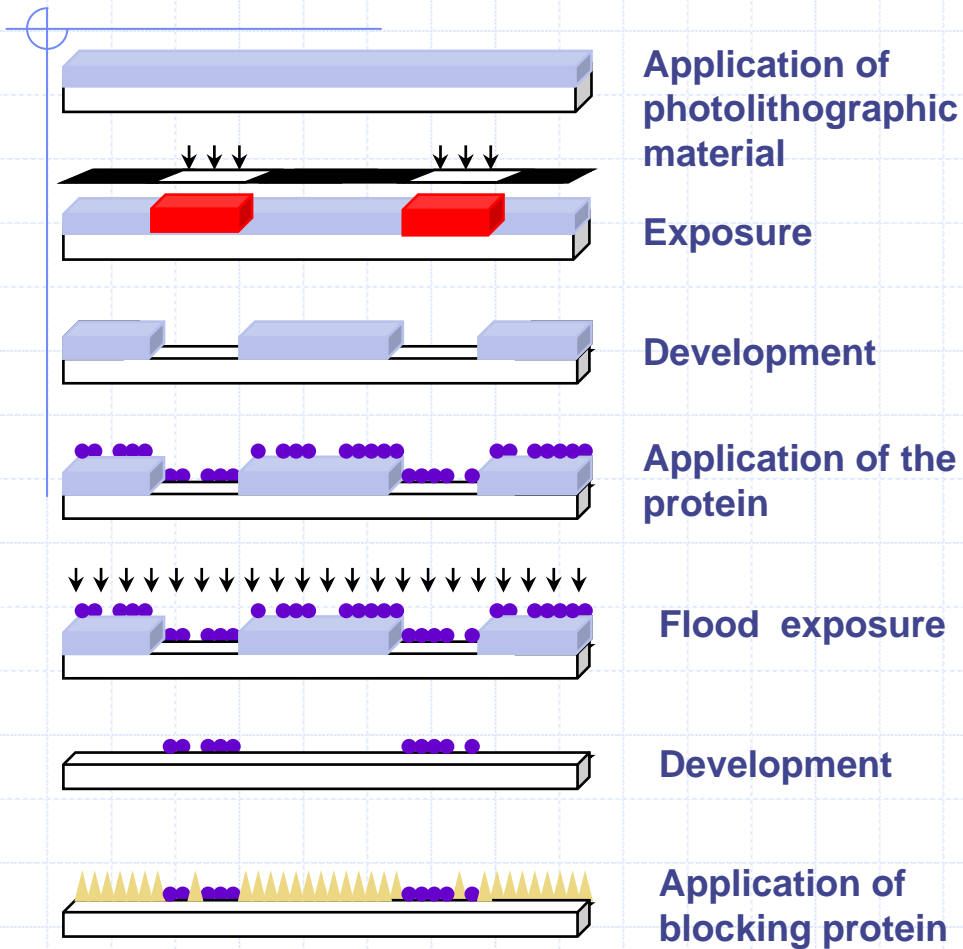 Application of
photolithographic
material
Exposure
Development
Application of the
protein
Flood exposure
Development
Application of
blocking protein